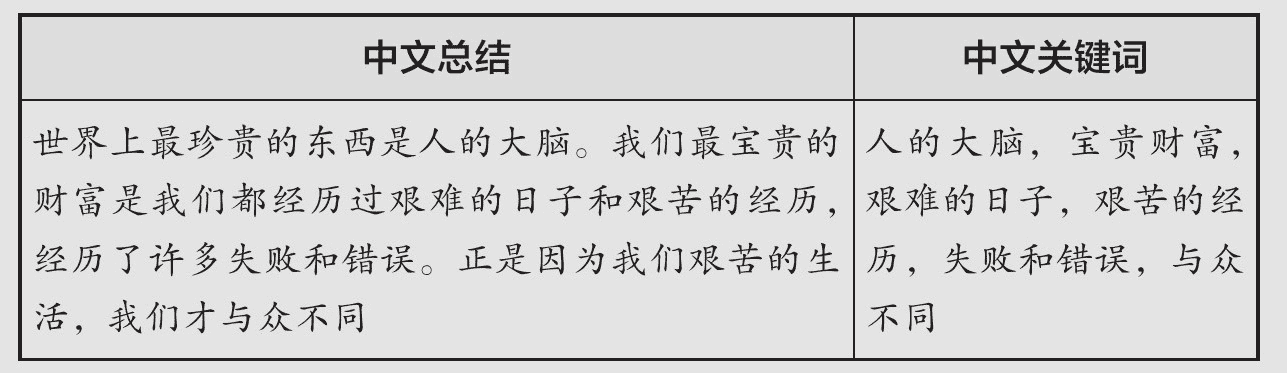 中文总结
中文关键词
世界上最珍贵的东西是人的大脑。我们最宝贵的
财富是我们都经历过艰难的日子和艰苦的经历，
经历了许多失败和错误。正是因为我们艰苦的生
活，我们才与众不同
人的大脑，宝贵财富，
艰难的日子，艰苦的经
历，失败和错误，与众
不同